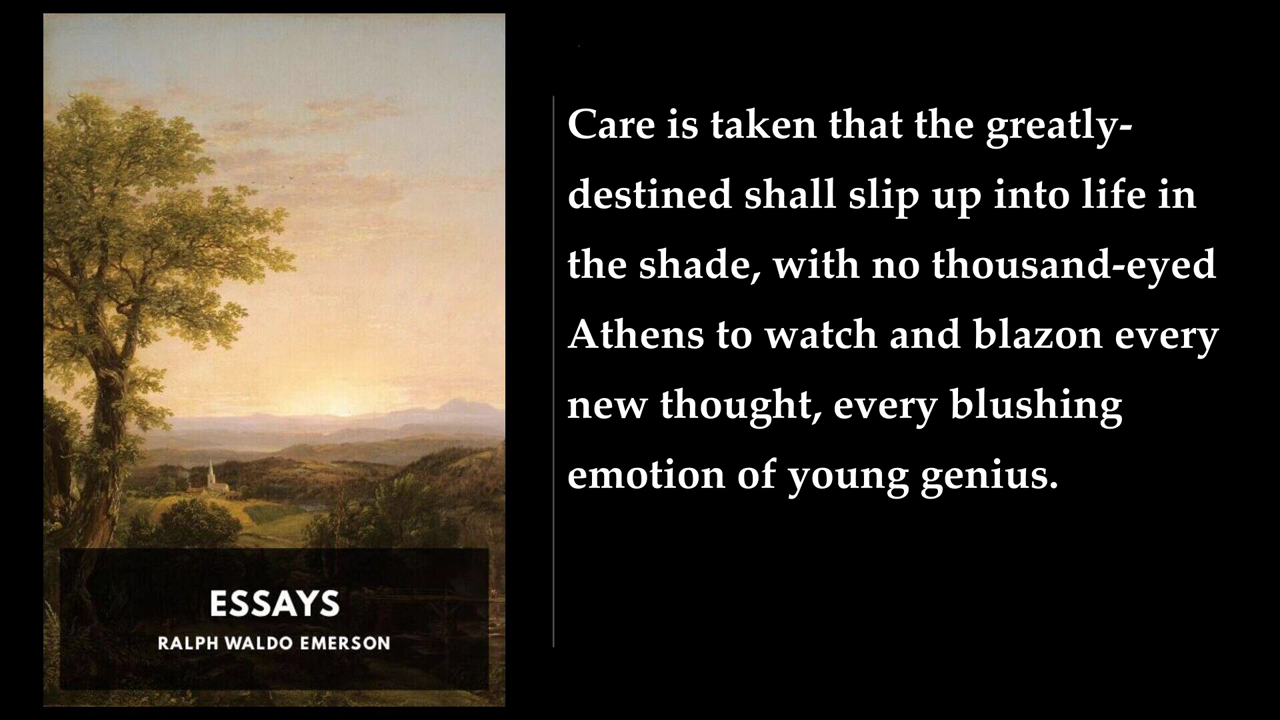 ESSAYS
RALPH WALDO EMERSON
Care is taken that the greatly-
destined shall slip up into life in
the shade, with no thousand-eyed
Athens to watch and blazon every
new thought, every blushing
emotion of young genius.